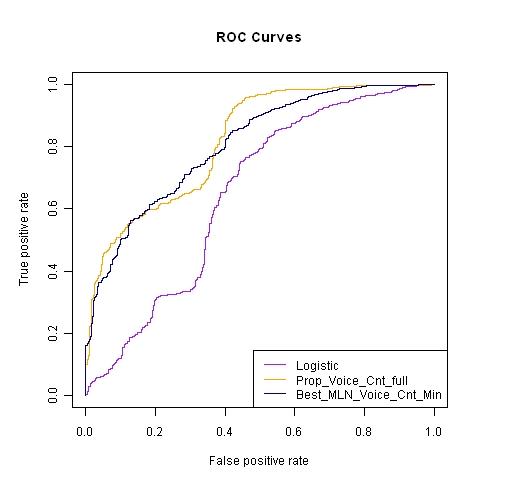 ROC Curves
True positive rate
1.0
0.8
0.6
0.4
0.2
0.0
Logistic
Prop_Voice_Cnt_full
Best_MLN_Voice_Cnt_Min
0.0 0.2 0.4 0.6 0.8 1.0
False positive rate